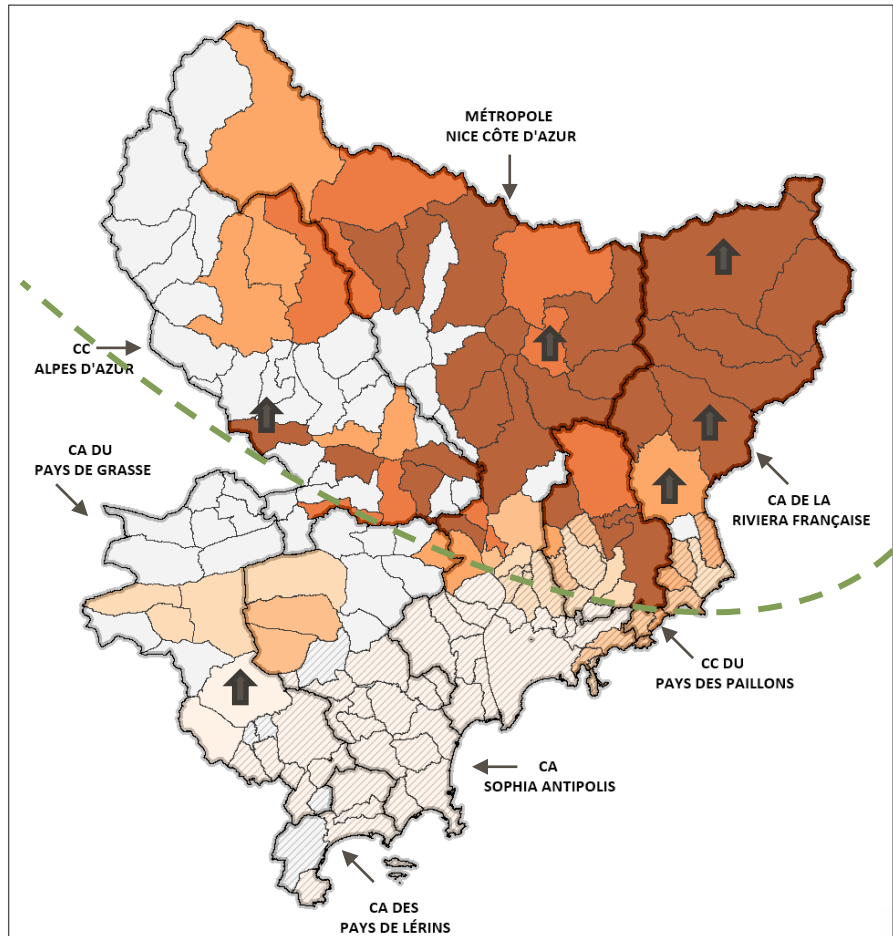 MÉTROPOLE
NICE CÔTE D'AZUR
CC
ALPES D'AZUR
CA DU
PAYS DE GRASSE
CA DE LA
RIVIERA FRANÇAISE
CC DU
PAYS DES PAILLONS
CA
SOPHIA ANTIPOLIS
CA DES
PAYS DE LÉRINS